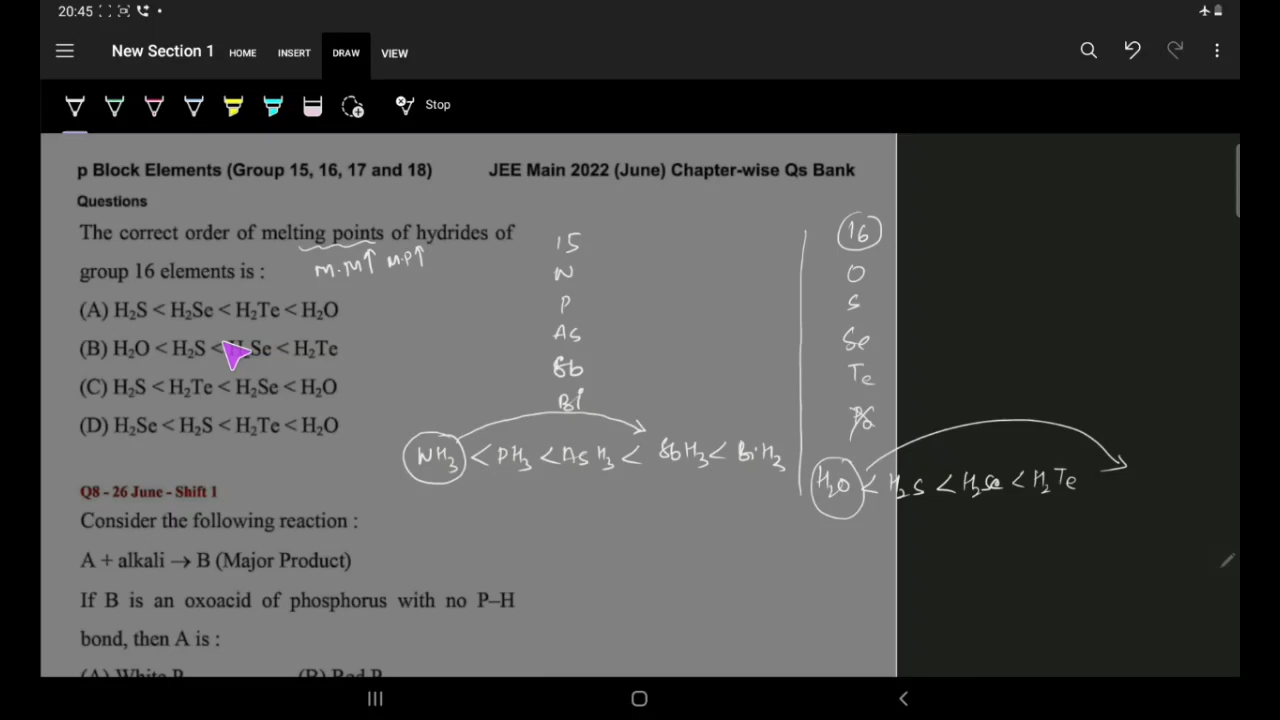 20:45
New Section 1 HOME INSERT DRAW VIEW
Stop
p Block Elements (Group 15, 16, 17 and 18) JEE Main 2022 (June) Chapter-wise Qs Bank
Questions
The correct order of melting points of hydrides of
group 16 elements is :
M.M↑ M.P↑
(A) H₂S < H₂Se < H₂Te < H₂O
(B) H₂O < H₂S < H₂Se < H₂Te
(C) H₂S < H₂Te < H₂Se < H₂O
(D) H₂Se < H₂S < H₂Te < H₂O
15
N
P
As
Sb
Bi
NH₃ < PH₃ < AsH₃ < SbH₃ < BiH₃
16
O
S
Se
Te
Po
H₂O < H₂S < H₂Se < H₂Te
Q8 - 26 June - Shift 1
Consider the following reaction :
A + alkali → B (Major Product)
If B is an oxoacid of phosphorus with no P–H
bond, then A is :
(A) White P (B) Red P